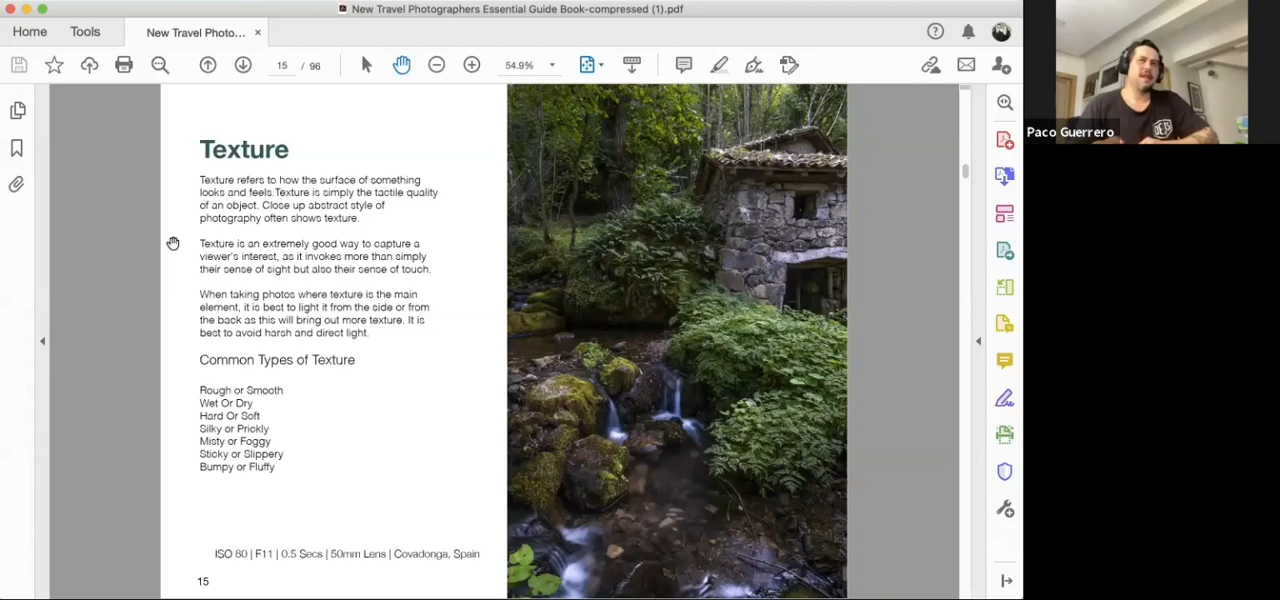 New Travel Photographers Essential Guide Book-compressed (1).pdf
Home
Tools
New Travel Photo...
15 / 96
54.9%
Texture
Texture refers to how the surface of something
looks and feels.Texture is simply the tactile quality
of an object. Close up abstract style of
photography often shows texture.
Texture is an extremely good way to capture a
viewer's interest, as it invokes more than simply
their sense of sight but also their sense of touch.
When taking photos where texture is the main
element, it is best to light it from the side or from
the back as this will bring out more texture. It is
best to avoid harsh and direct light.
Common Types of Texture
Rough or Smooth
Wet Or Dry
Hard Or Soft
Silky or Prickly
Misty or Foggy
Sticky or Slippery
Bumpy or Fluffy
ISO 80 | F11 | 0.5 Secs | 50mm Lens | Covadonga, Spain
15
Paco Guerrero